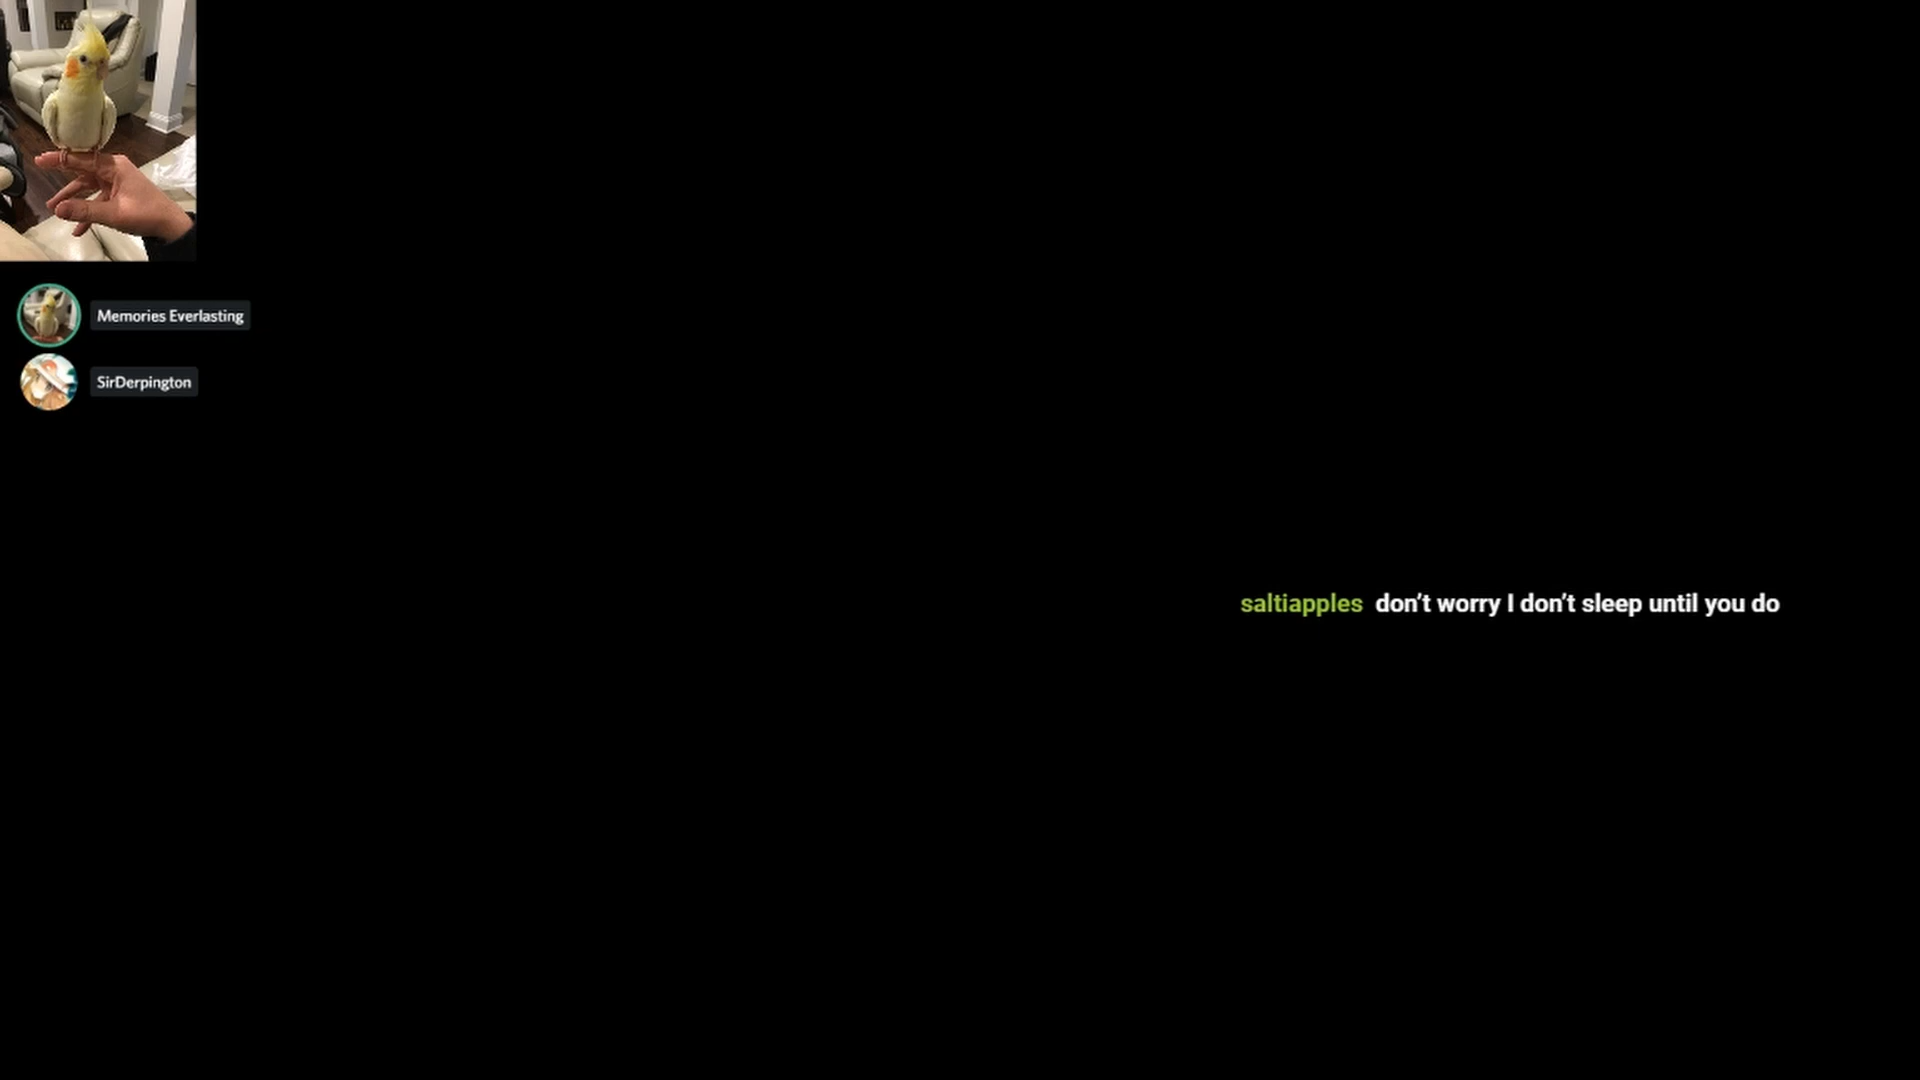 Memories Everlasting
SirDerpington
saltiapples don’t worry I don’t sleep until you do